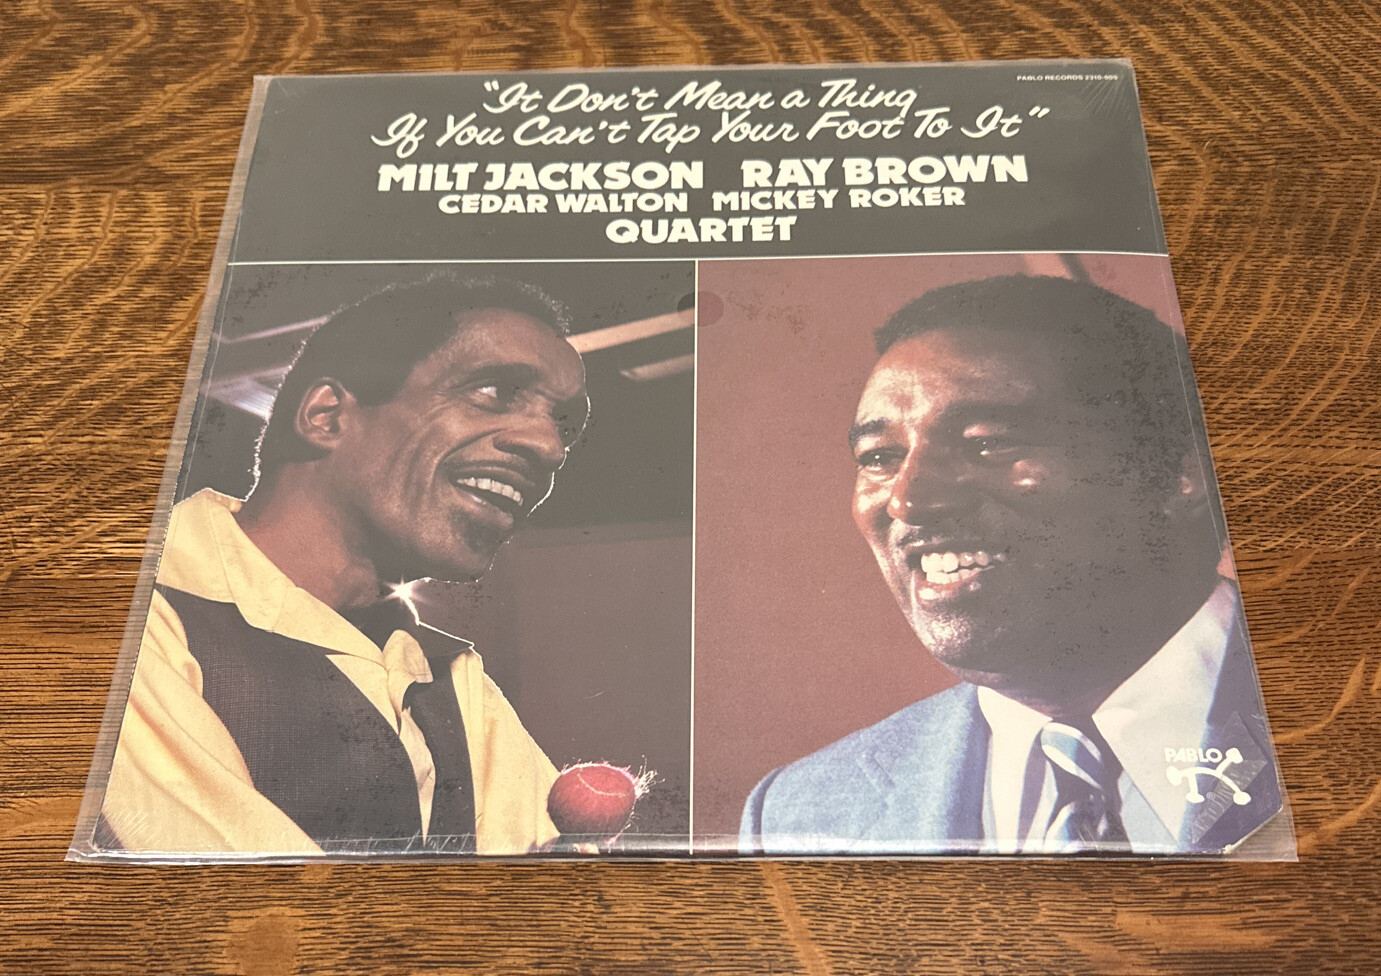 PABLO RECORDS 2310-909
"It Don't Mean a Thing
If You Can't Tap Your Foot To It"
MILT JACKSON RAY BROWN
CEDAR WALTON MICKEY ROKER
QUARTET
PABLO